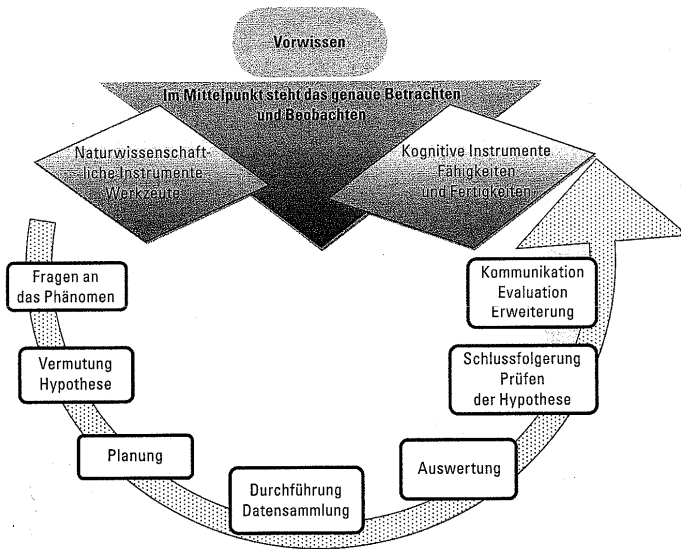 Vorwissen
Im Mittelpunkt steht das genaue Betrachten
und Beobachten
Naturwissenschaft-
liche Instrumente
Werkzeute
Kognitive Instrumente
Fähigkeiten
und Fertigkeiten
Fragen an
das Phänomen
Vermutung
Hypothese
Planung
Durchführung
Datensammlung
Auswertung
Schlussfolgerung
Prüfen
der Hypothese
Kommunikation
Evaluation
Erweiterung